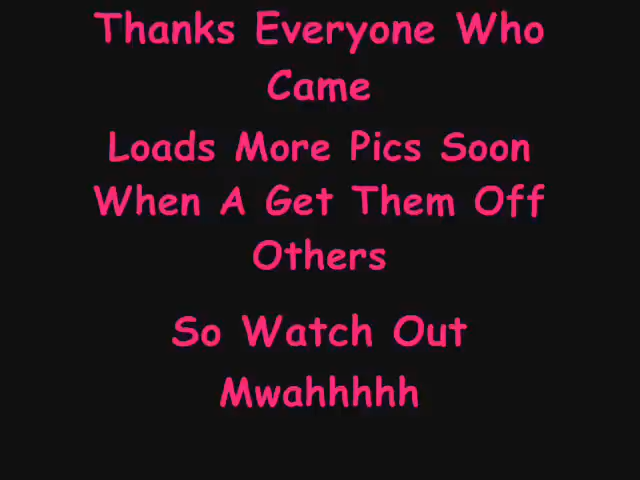 Thanks Everyone Who
Came
Loads More Pics Soon
When A Get Them Off
Others
So Watch Out
Mwahhhhh